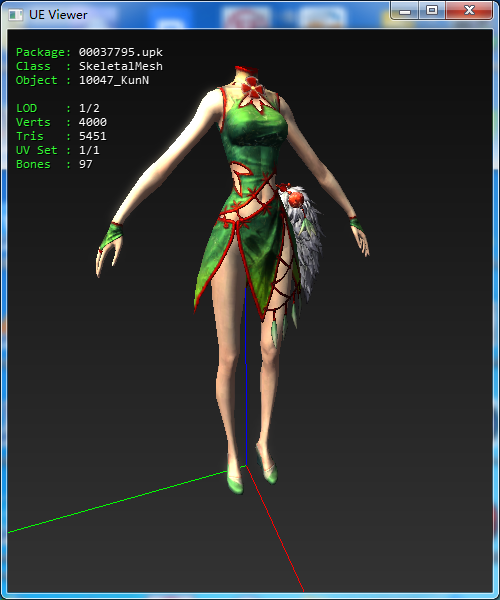 UE Viewer
Package: 00037795.upk
Class : SkeletalMesh
Object : 10047_KunN
LOD : 1/2
Verts : 4000
Tris : 5451
UV Set : 1/1
Bones : 97